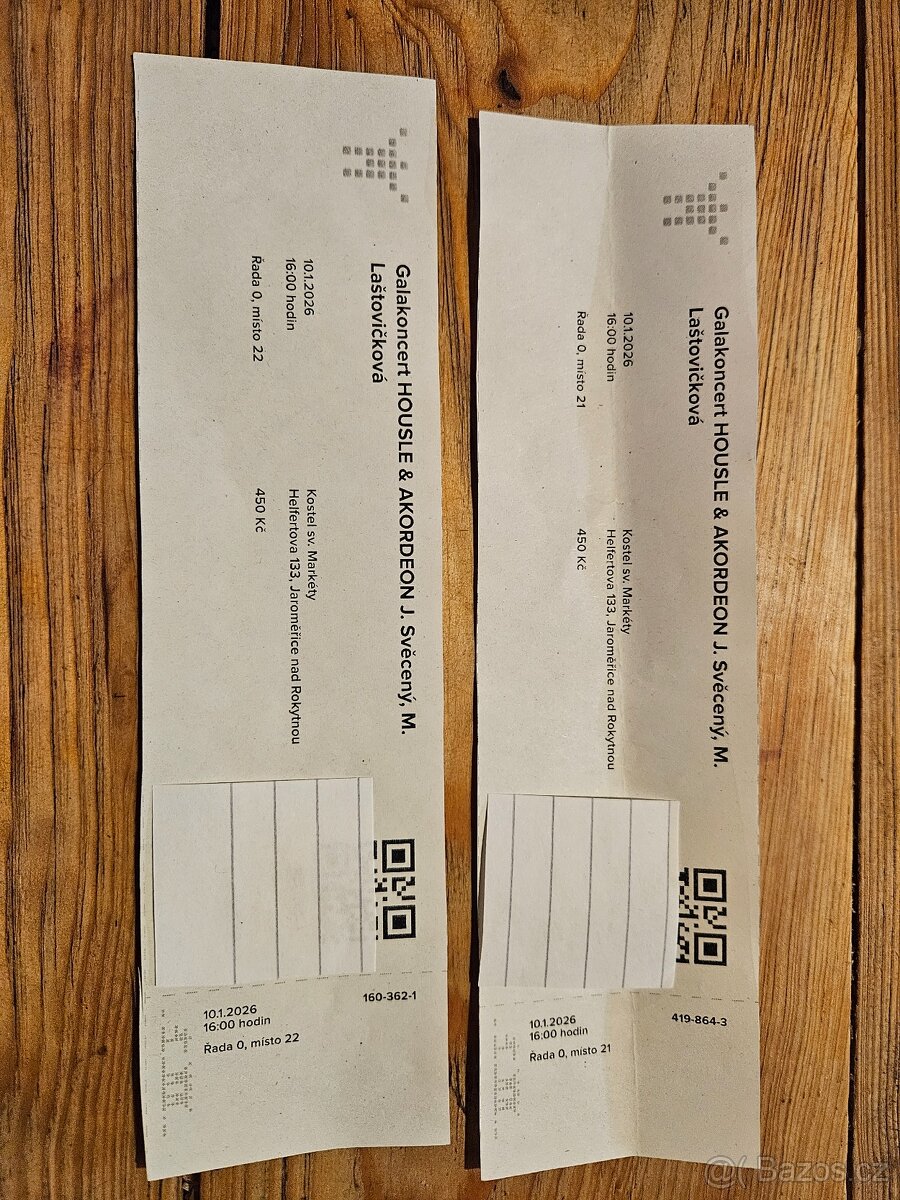 Galakoncert HOUSLE & AKORDEON J. Svěcený, M.
Laštovičková
10.1.2026
16:00 hodin
Řada 0, místo 22
Kostel sv. Markéty
Helfertova 133, Jaroměřice nad Rokytnou
450 Kč
160-362-1
10.1.2026
16:00 hodin
Řada 0, místo 22
Galakoncert HOUSLE & AKORDEON J. Svěcený, M.
Laštovičková
10.1.2026
16:00 hodin
Řada 0, místo 21
Kostel sv. Markéty
Helfertova 133, Jaroměřice nad Rokytnou
450 Kč
419-864-3
10.1.2026
16:00 hodin
Řada 0, místo 21
Bazos.cz